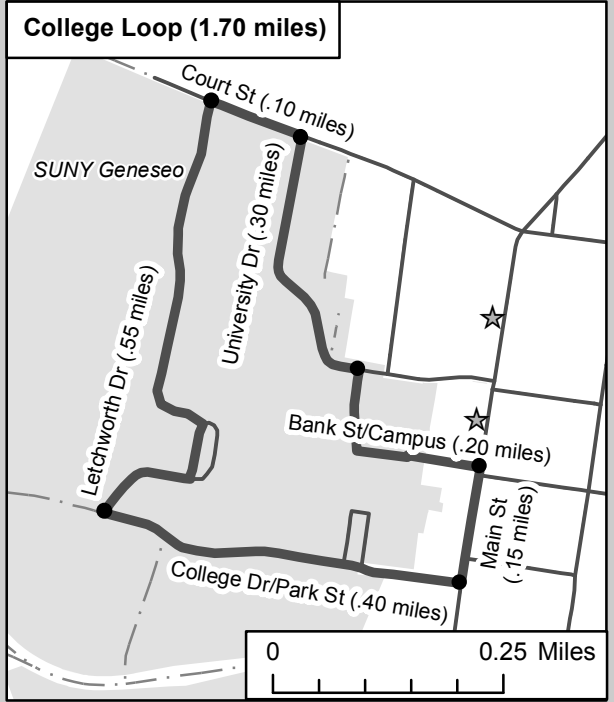 College Loop (1.70 miles)
Court St (.10 miles)
SUNY Geneseo
University Dr (.30 miles)
Letchworth Dr (.55 miles)
Bank St/Campus (.20 miles)
Main St
(.15 miles)
College Dr/Park St (.40 miles)
0 0.25 Miles